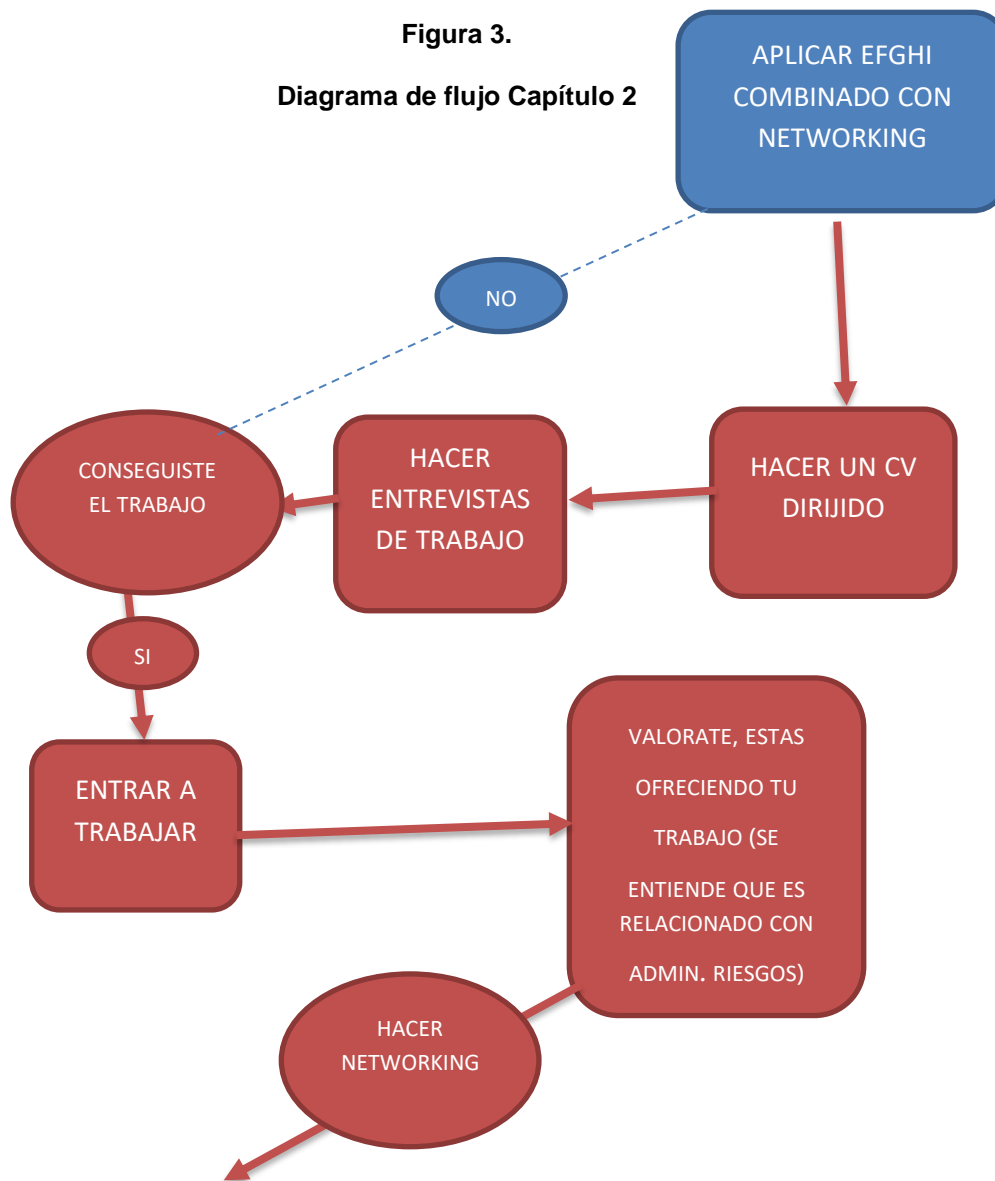 Figura 3.
Diagrama de flujo Capítulo 2
APLICAR EFGHI
COMBINADO CON
NETWORKING
NO
CONSEGUISTE
EL TRABAJO
HACER
ENTREVISTAS
DE TRABAJO
HACER UN CV
DIRIJIDO
SI
ENTRAR A
TRABAJAR
VALORATE, ESTAS
OFRECIENDO TU
TRABAJO (SE
ENTIENDE QUE ES
RELACIONADO CON
ADMIN. RIESGOS)
HACER
NETWORKING